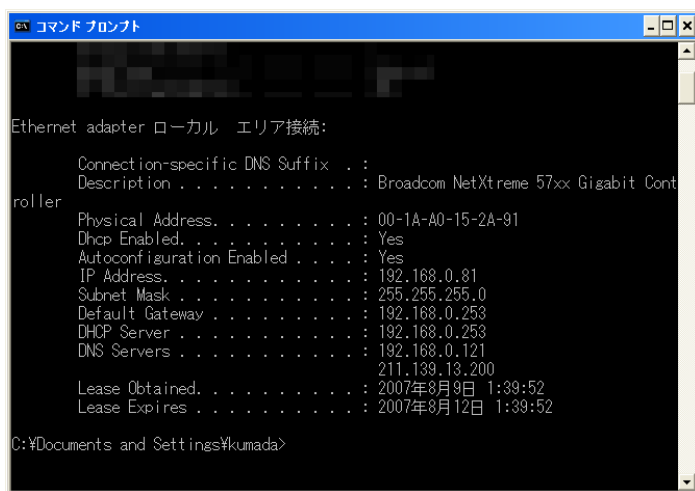 コマンド プロンプト
Ethernet adapter ローカル エリア接続:
Connection-specific DNS Suffix . :
Description . . . . . . . . . . . : Broadcom NetXtreme 57xx Gigabit Cont
roller
Physical Address. . . . . . . . . : 00-1A-A0-15-2A-91
Dhcp Enabled. . . . . . . . . . . : Yes
Autoconfiguration Enabled . . . . : Yes
IP Address. . . . . . . . . . . . : 192.168.0.81
Subnet Mask . . . . . . . . . . . : 255.255.255.0
Default Gateway . . . . . . . . . : 192.168.0.253
DHCP Server . . . . . . . . . . . : 192.168.0.253
DNS Servers . . . . . . . . . . . : 192.168.0.121
211.139.13.200
Lease Obtained. . . . . . . . . . : 2007年8月9日 1:39:52
Lease Expires . . . . . . . . . . : 2007年8月12日 1:39:52
C:¥Documents and Settings¥kumada>